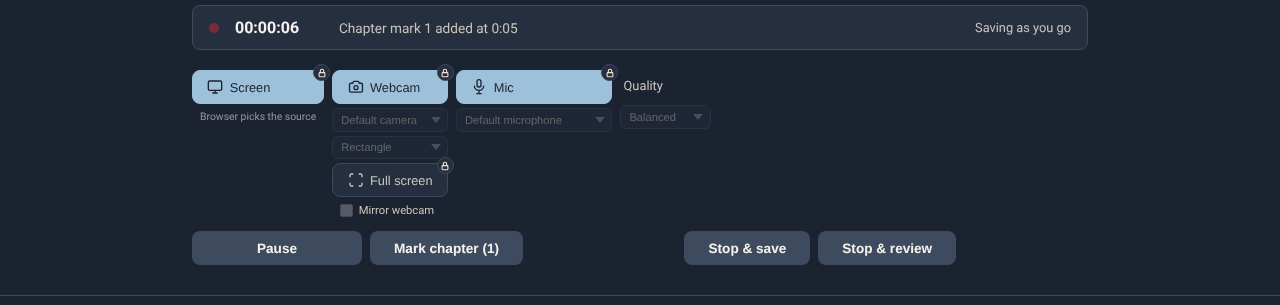 00:00:06 Chapter mark 1 added at 0:05 Saving as you go
Screen Webcam Mic Quality
Browser picks the source Default camera Default microphone Balanced
Rectangle
Full screen
Mirror webcam
Pause Mark chapter (1) Stop & save Stop & review